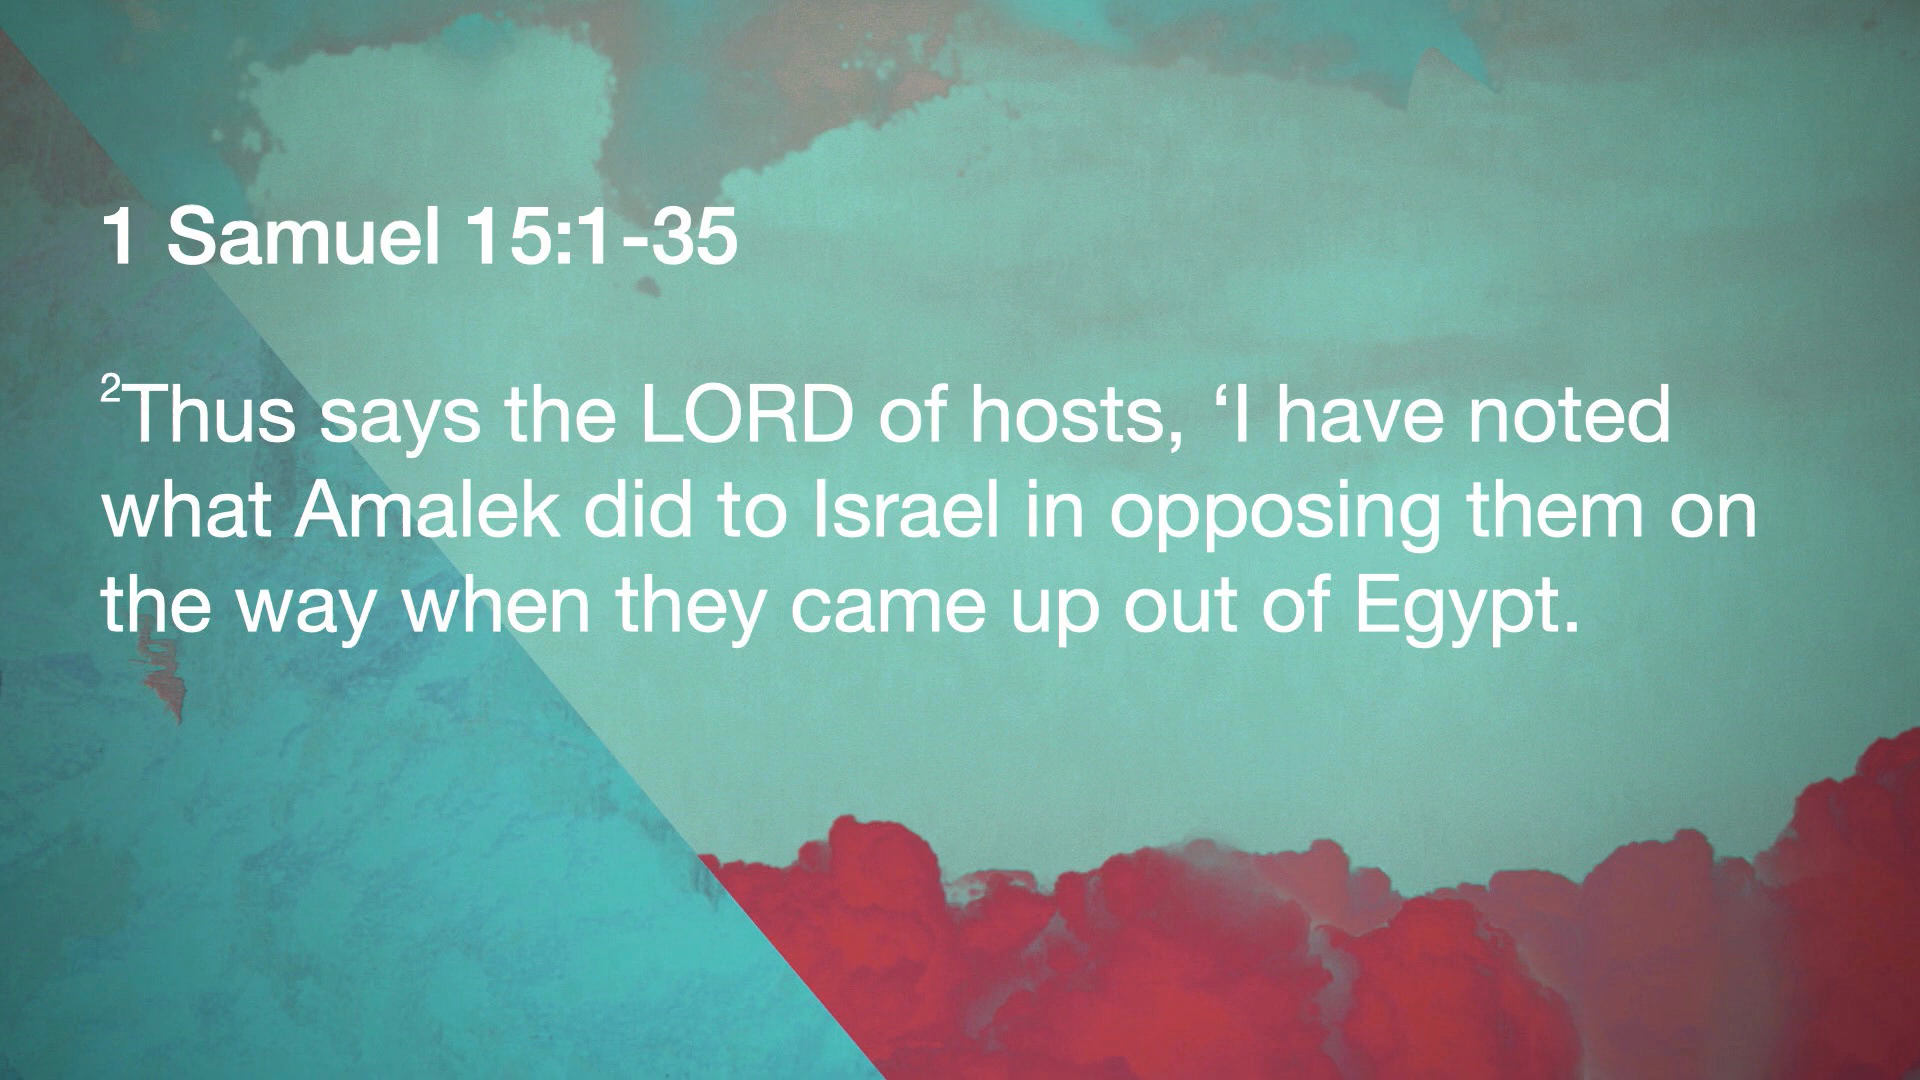 1 Samuel 15:1-35
²Thus says the LORD of hosts, ‘I have noted
what Amalek did to Israel in opposing them on
the way when they came up out of Egypt.